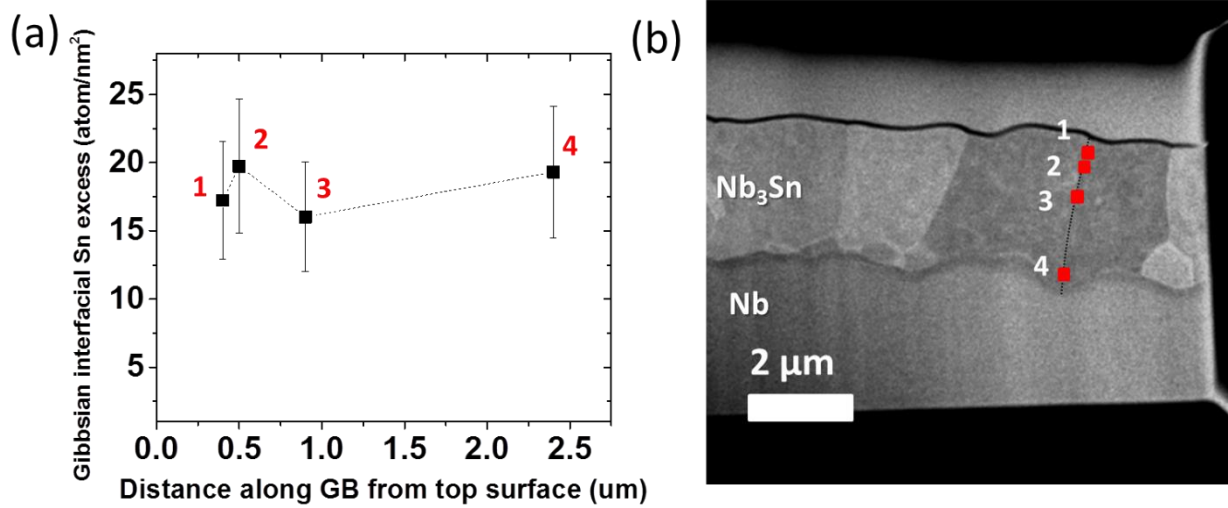 (a)
Gibbsian interfacial Sn excess (atom/nm²)
25
20
15
10
5
1
2
3
4
0.0 0.5 1.0 1.5 2.0 2.5
Distance along GB from top surface (um)
(b)
1
2
3
4
Nb₃Sn
Nb
2 μm